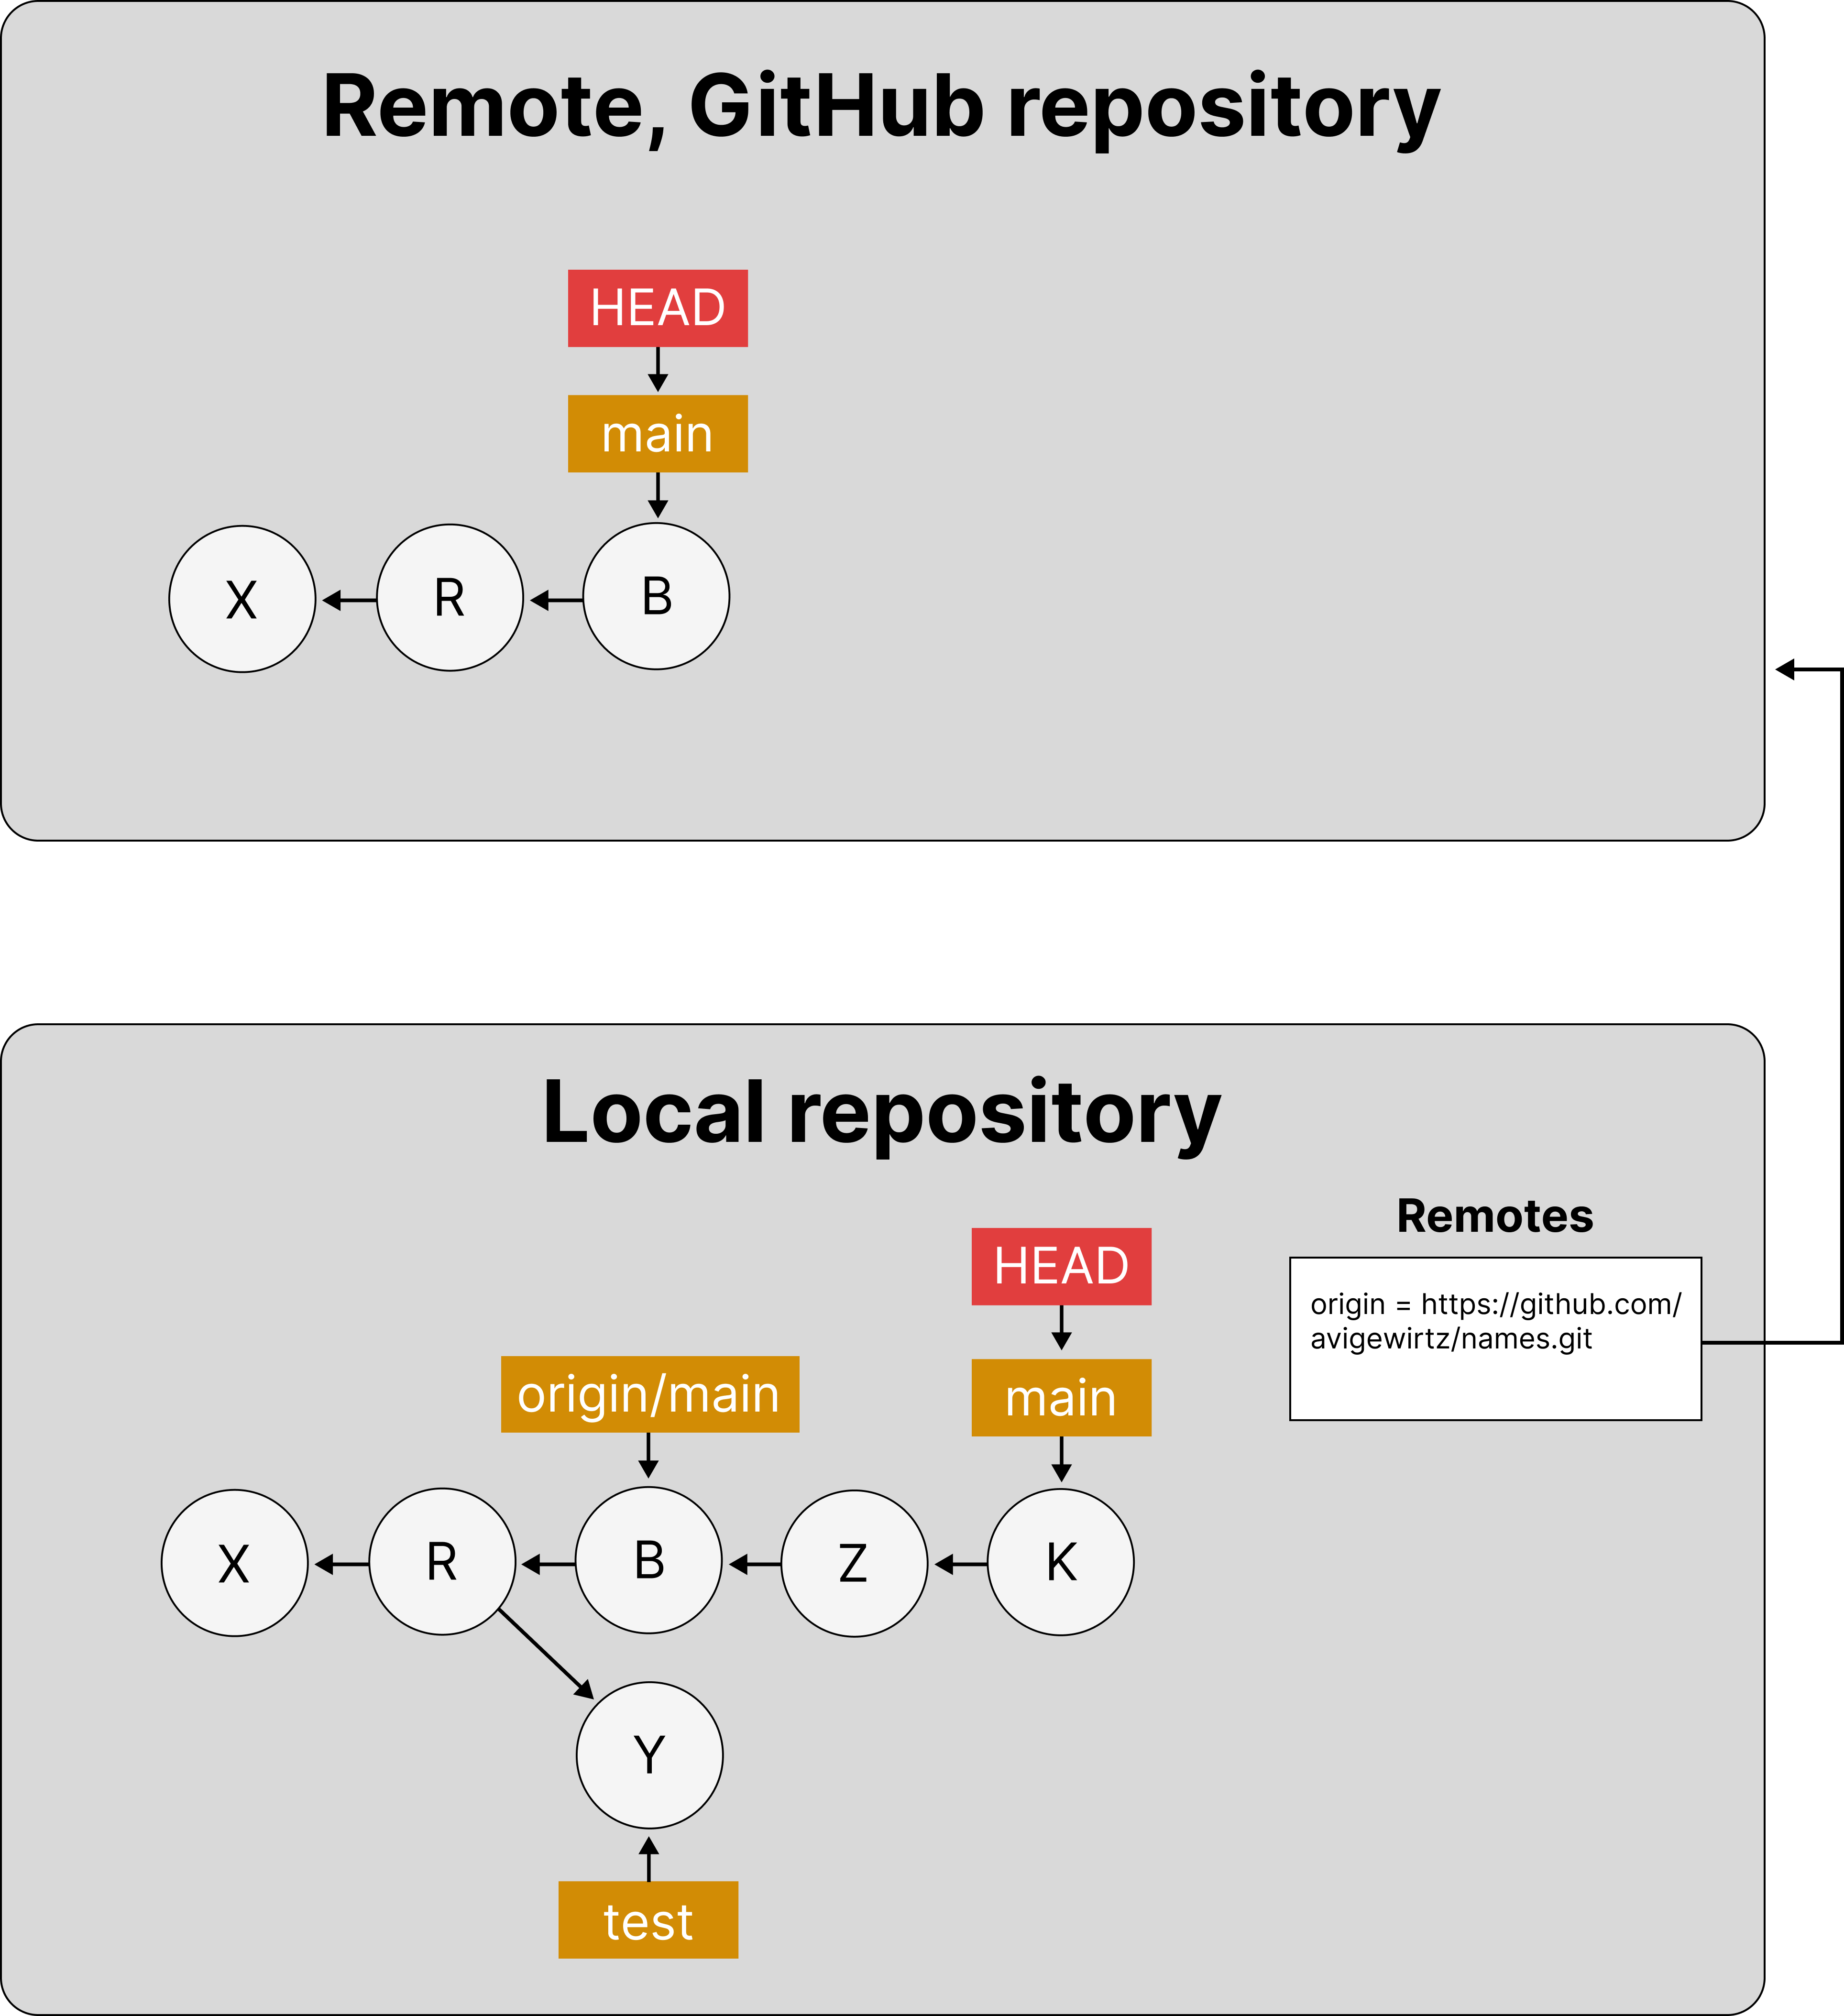 Remote, GitHub repository
HEAD
main
X
R
B
Local repository
Remotes
HEAD
origin = https://github.com/
avigewirtz/names.git
origin/main
main
X
R
B
Z
K
Y
test